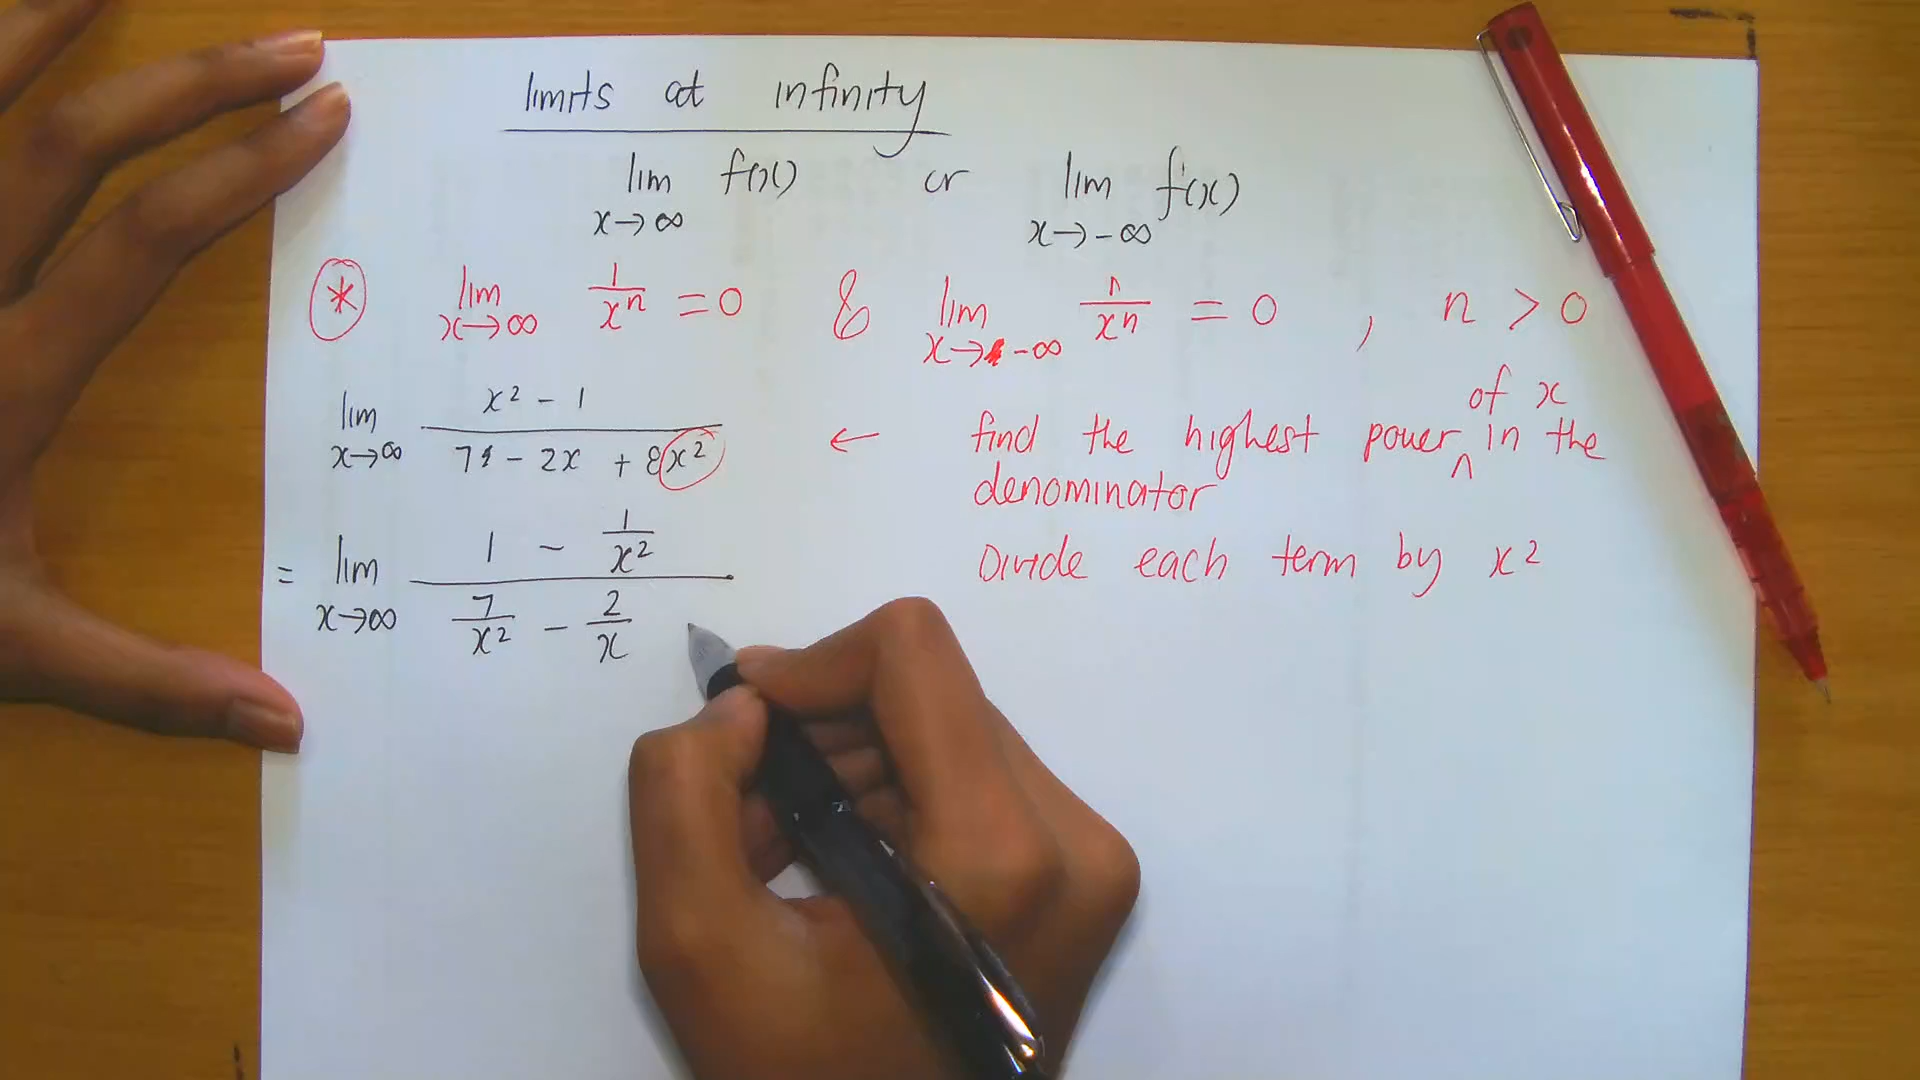 limits at infinity
lim x→∞ f(x) or lim x→-∞ f(x)
* lim x→∞ 1/xⁿ = 0 & lim x→-∞ 1/xⁿ = 0 , n > 0
lim x→∞ (x² - 1)/(7 - 2x + 8x²) ← find the highest power of x in the
denominator
= lim x→∞ (1 - 1/x²)/(7/x² - 2/x Divide each term by x²